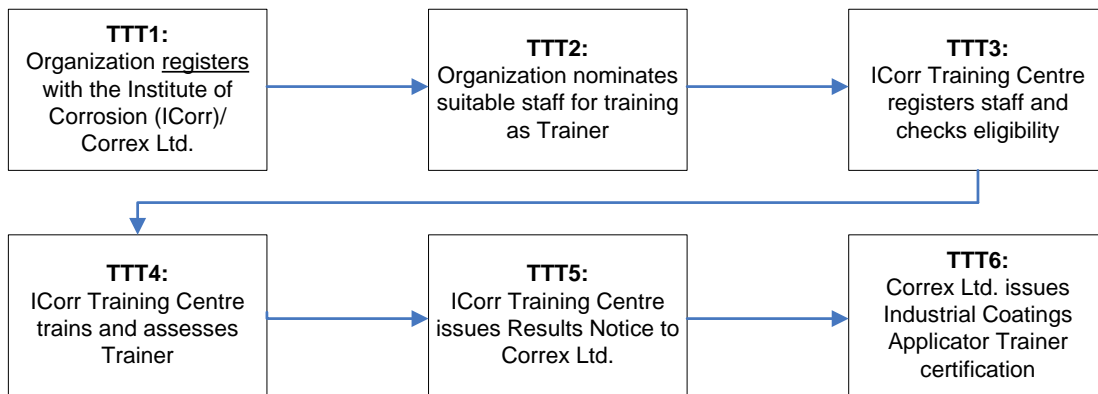 TTT1:
Organization registers
with the Institute of
Corrosion (ICorr)/
Correx Ltd.
TTT2:
Organization nominates
suitable staff for training
as Trainer
TTT3:
ICorr Training Centre
registers staff and
checks eligibility
TTT4:
ICorr Training Centre
trains and assesses
Trainer
TTT5:
ICorr Training Centre
issues Results Notice to
Correx Ltd.
TTT6:
Correx Ltd. issues
Industrial Coatings
Applicator Trainer
certification